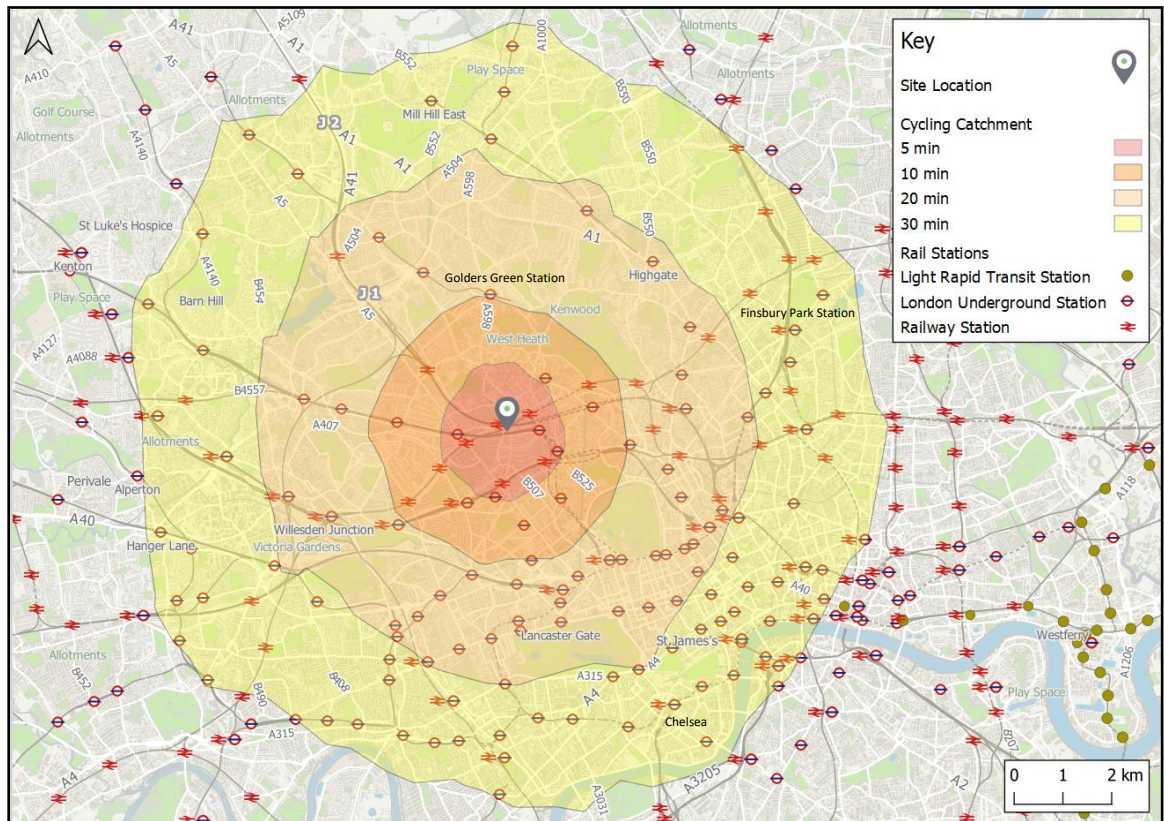 A41
A5109
A1
A410
A5
B552
A1000
Allotments
Allotments
Play Space
Golf Course
Allotments
Allotments
A4140
Mill Hill East
B550
J2
A1
B552
A1
A504
A598
A41
A5
B550
St Luke's Hospice
Kenton
A4140
A504
A1
B550
Play Space
Barn Hill
B454
Golders Green Station
Highgate
J1
A5
A598
Kenwood
Finsbury Park Station
West Heath
A4127
A4088
B4557
A407
Allotments
Perivale
Alperton
B507
B525
A118
A40
Willesden Junction
Victoria Gardens
Hanger Lane
A40
Lancaster Gate
St James's
Westferry
Allotments
B452
B490
B408
A315
A4
A4
A1206
Play Space
Chelsea
A315
B207
A4
A3205
A3031
A2
Key
Site Location
Cycling Catchment
5 min
10 min
20 min
30 min
Rail Stations
Light Rapid Transit Station
London Underground Station
Railway Station
0 1 2 km